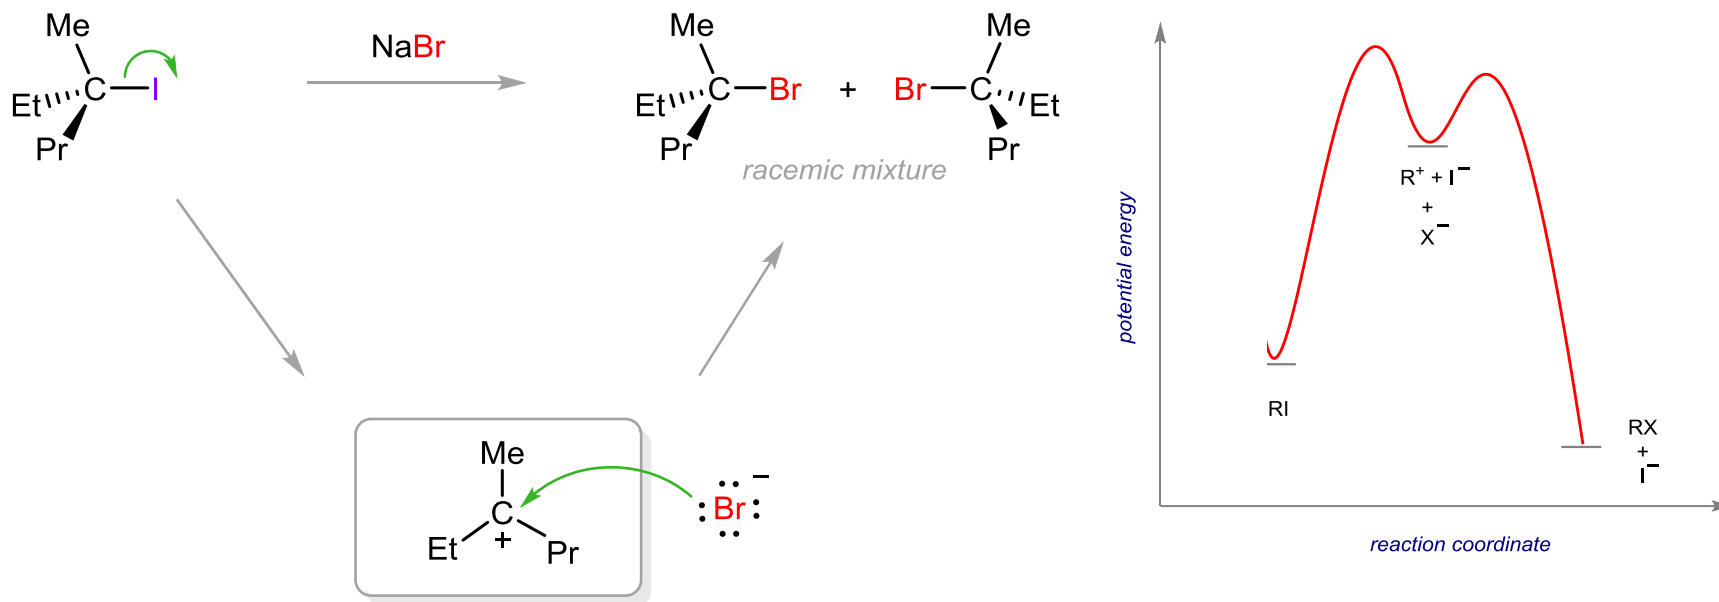 Me
C
I
Et
Pr
NaBr
Me
C
Br
Et
Pr
+
Me
Br
C
Et
Pr
racemic mixture
Me
C
+
Et
Pr
Br −
potential energy
R⁺ + I⁻
+
X⁻
RI
RX
+
I⁻
reaction coordinate